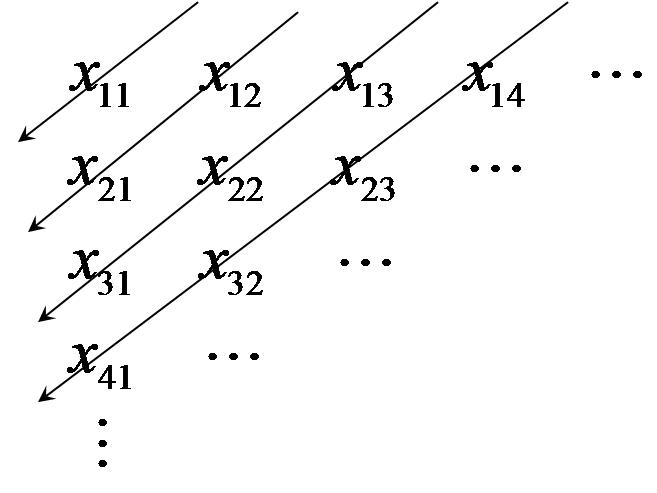 x₁₁ x₁₂ x₁₃ x₁₄ ⋯
x₂₁ x₂₂ x₂₃ ⋯
x₃₁ x₃₂ ⋯
x₄₁ ⋯
⋮